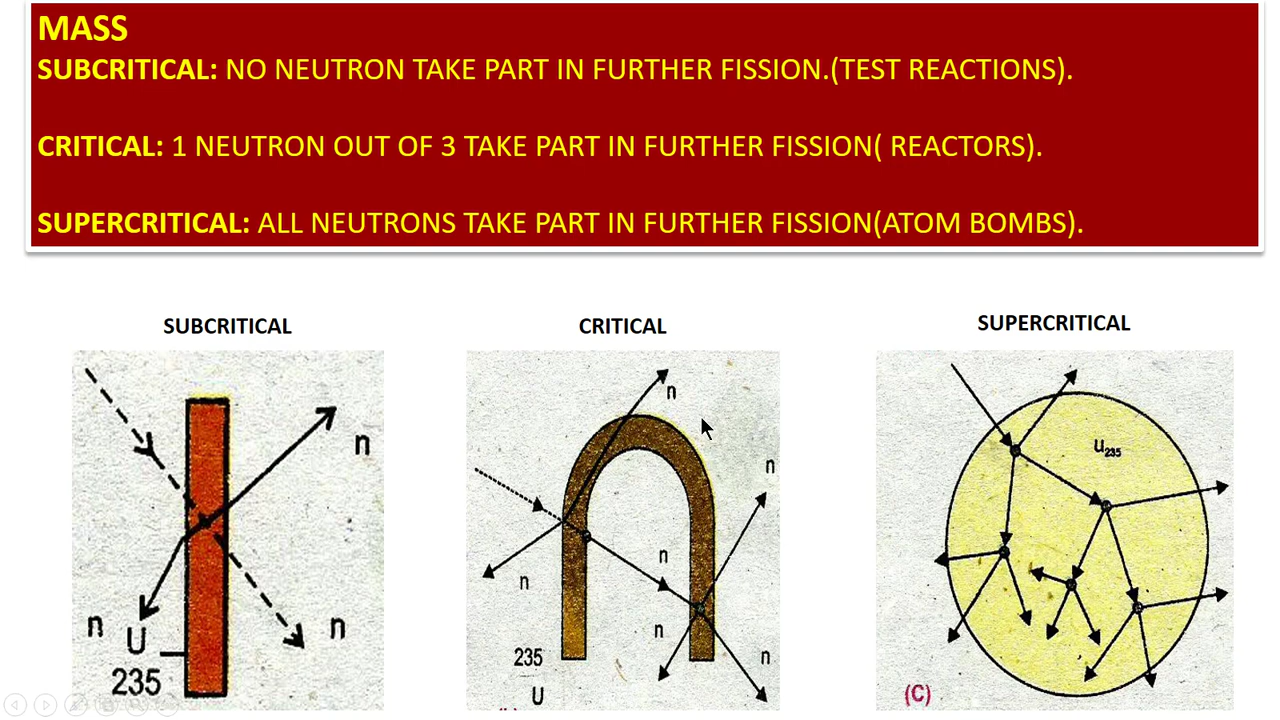 MASS
SUBCRITICAL: NO NEUTRON TAKE PART IN FURTHER FISSION.(TEST REACTIONS).
CRITICAL: 1 NEUTRON OUT OF 3 TAKE PART IN FURTHER FISSION( REACTORS).
SUPERCRITICAL: ALL NEUTRONS TAKE PART IN FURTHER FISSION(ATOM BOMBS).
SUBCRITICAL
n
n
n
U
235
CRITICAL
n
n
n
n
n
n
235
U
SUPERCRITICAL
U235
(C)